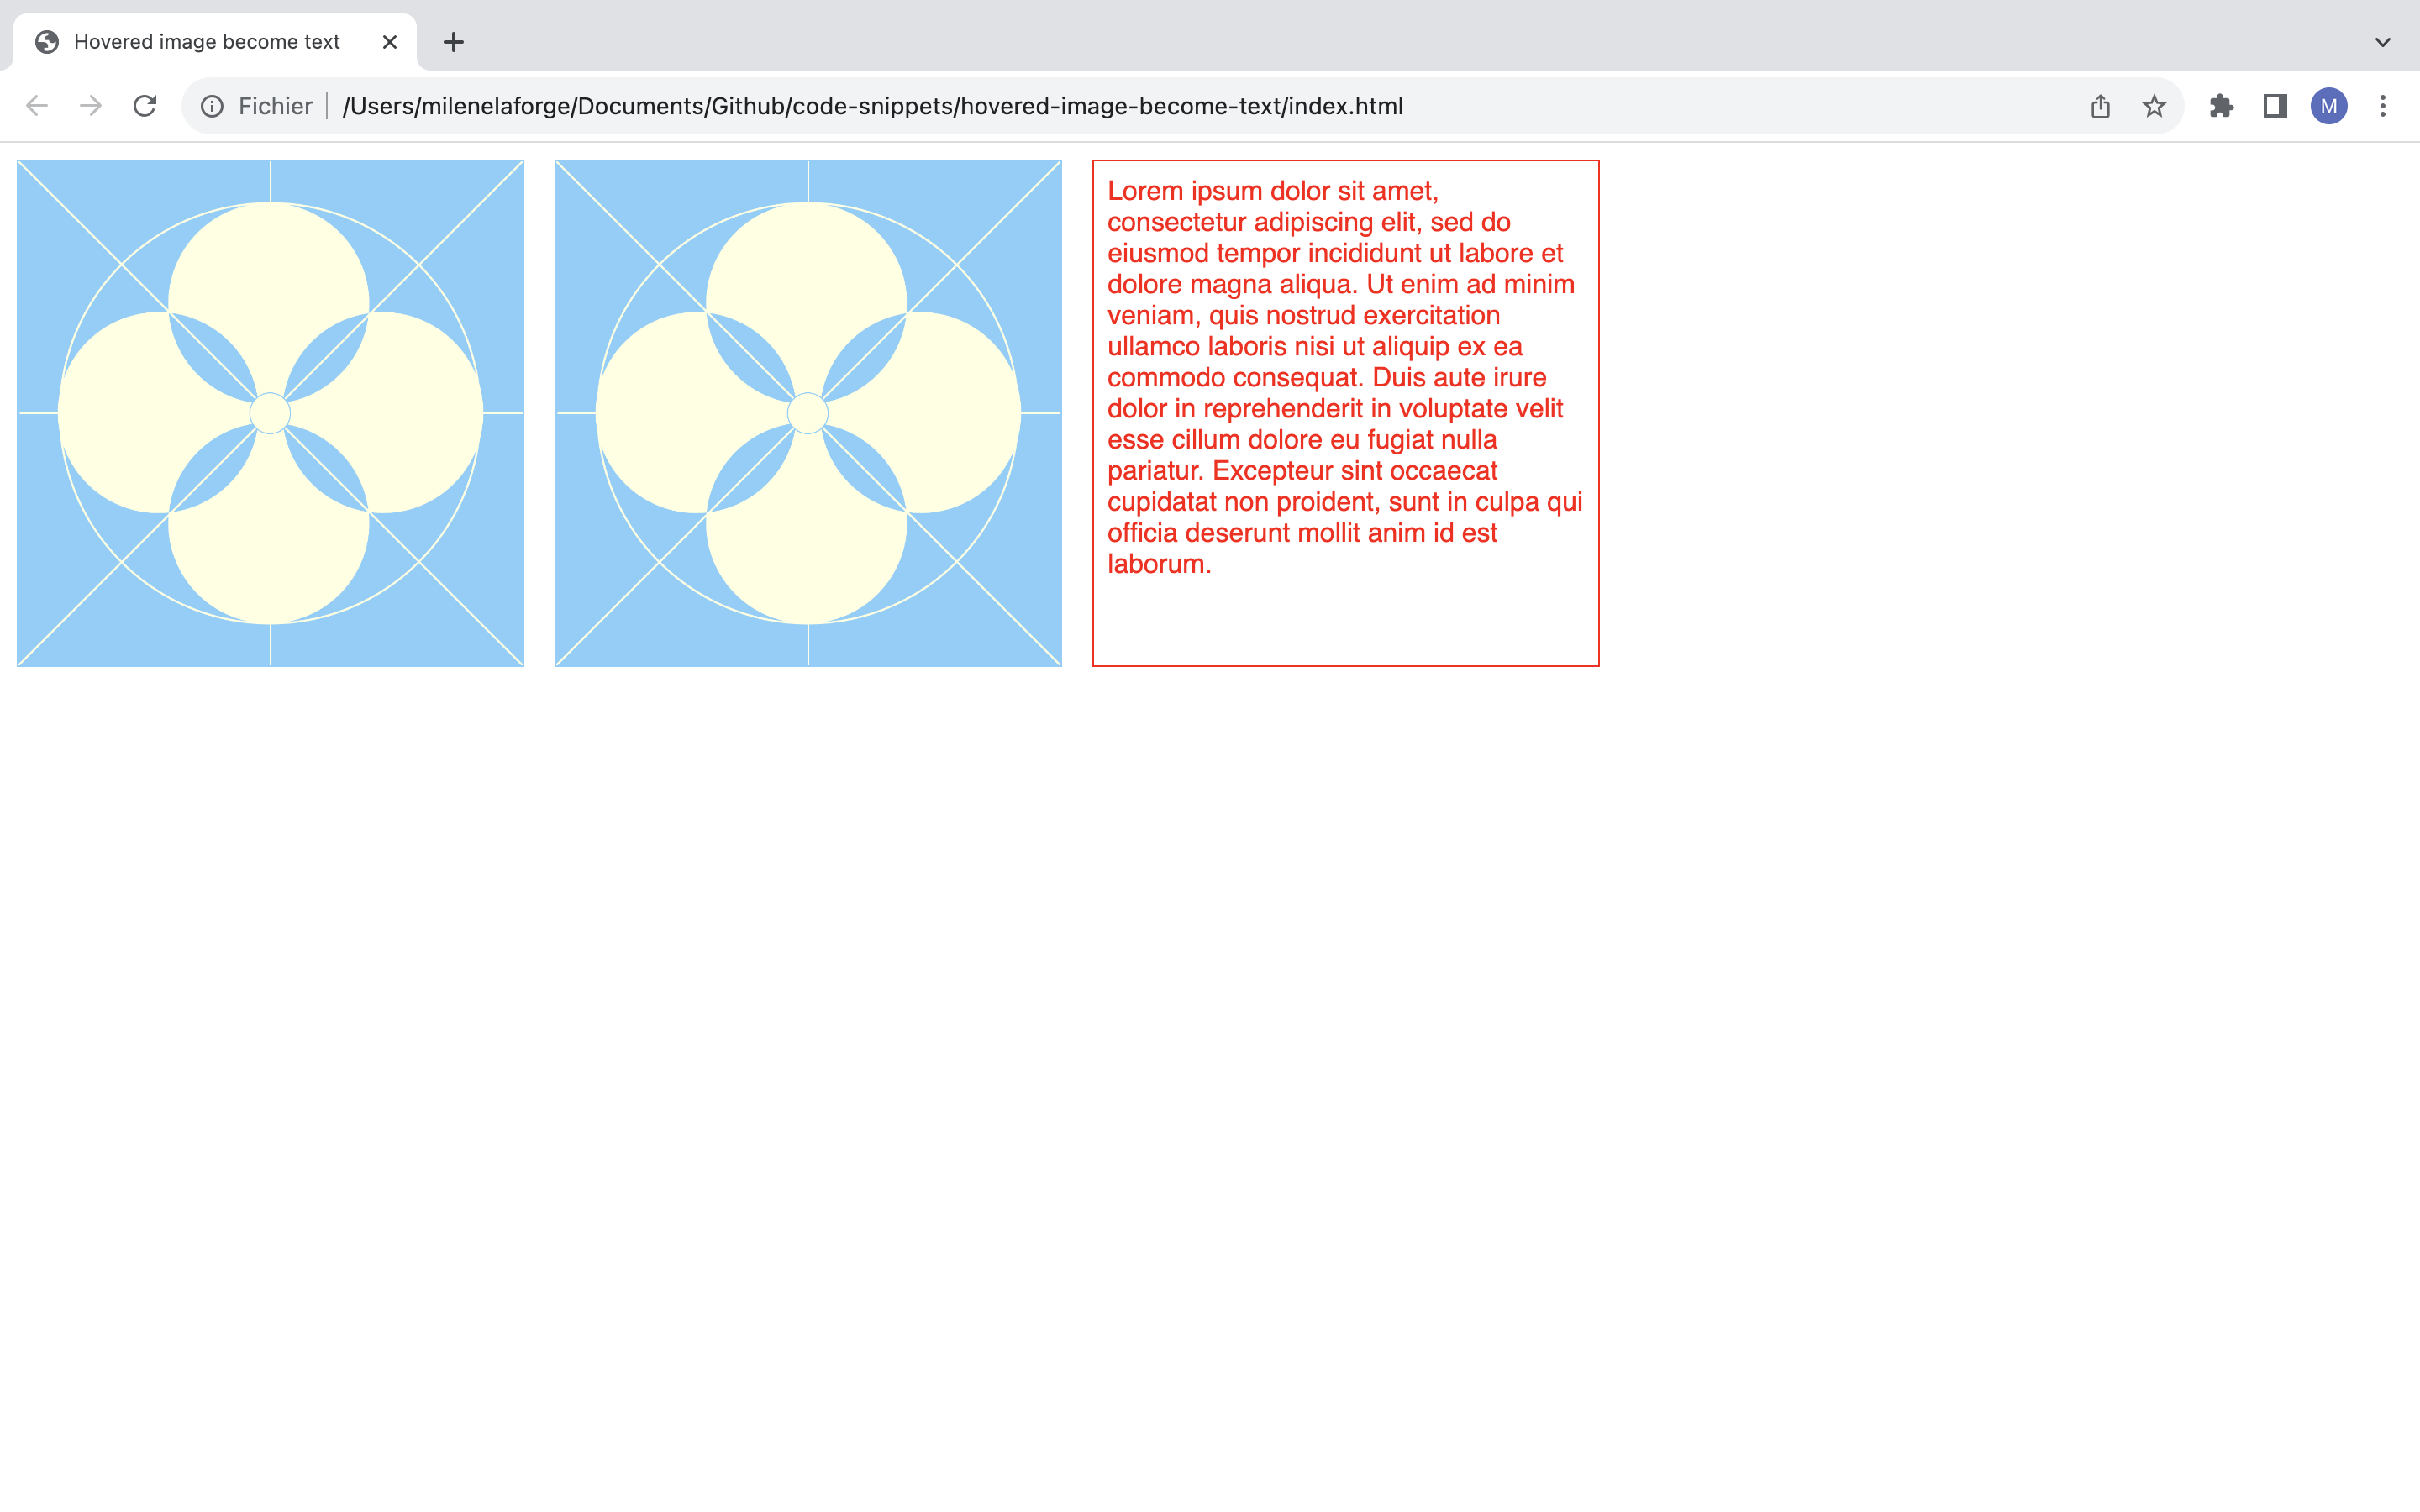 Hovered image become text
Fichier
/Users/milenelaforge/Documents/Github/code-snippets/hovered-image-become-text/index.html
M
Lorem ipsum dolor sit amet,
consectetur adipiscing elit, sed do
eiusmod tempor incididunt ut labore et
dolore magna aliqua. Ut enim ad minim
veniam, quis nostrud exercitation
ullamco laboris nisi ut aliquip ex ea
commodo consequat. Duis aute irure
dolor in reprehenderit in voluptate velit
esse cillum dolore eu fugiat nulla
pariatur. Excepteur sint occaecat
cupidatat non proident, sunt in culpa qui
officia deserunt mollit anim id est
laborum.